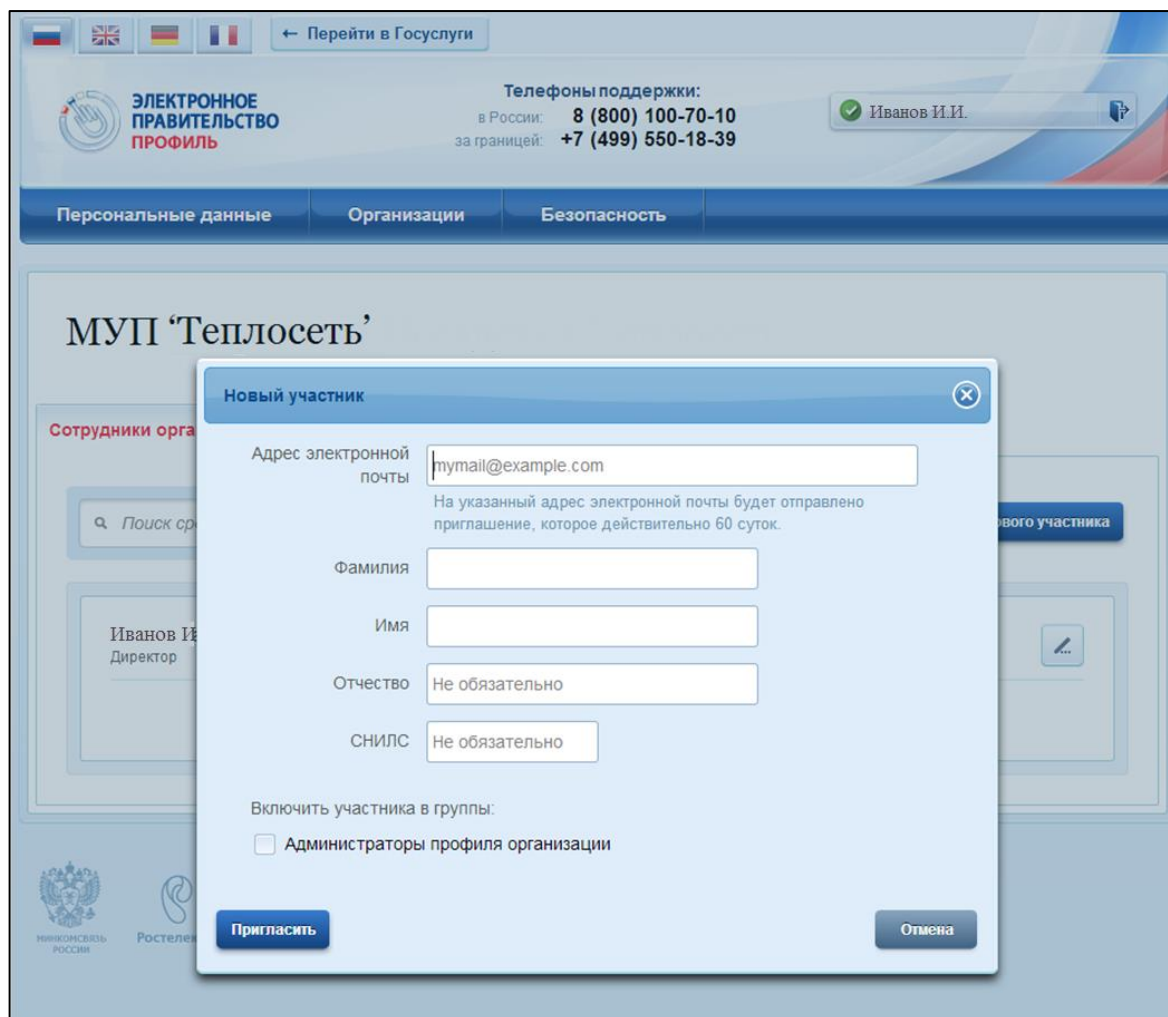 ← Перейти в Госуслуги
ЭЛЕКТРОННОЕ
ПРАВИТЕЛЬСТВО
ПРОФИЛЬ
Телефоны поддержки:
в России: 8 (800) 100-70-10
за границей: +7 (499) 550-18-39
Иванов И.И.
Персональные данные Организации Безопасность
МУП ‘Теплосеть’
Новый участник
Сотрудники орга
Адрес электронной
почты
mymail@example.com
На указанный адрес электронной почты будет отправлено
приглашение, которое действительно 60 суток.
Поиск ср
ового участника
Фамилия
Имя
Иванов И
Директор
Отчество Не обязательно
СНИЛС Не обязательно
Включить участника в группы:
Администраторы профиля организации
Пригласить Отмена
МИНКОМСВЯЗЬ
РОССИИ
Ростелек